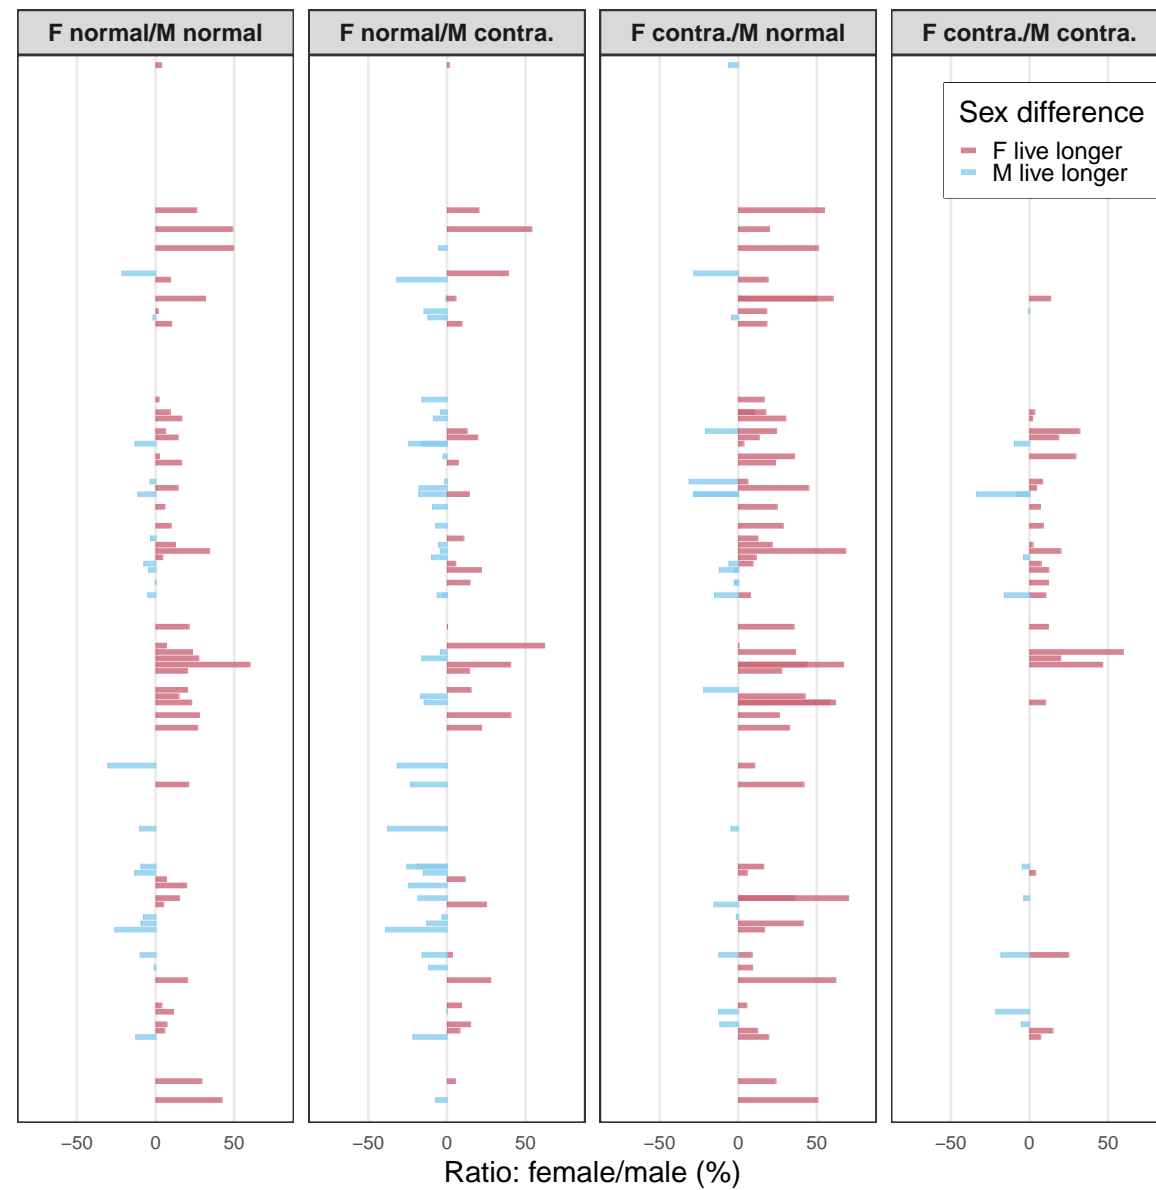 F normal/M normal
F normal/M contra.
F contra./M normal
F contra./M contra.
Sex difference
F live longer
M live longer
−50 0 50
−50 0 50
−50 0 50
−50 0 50
Ratio: female/male (%)